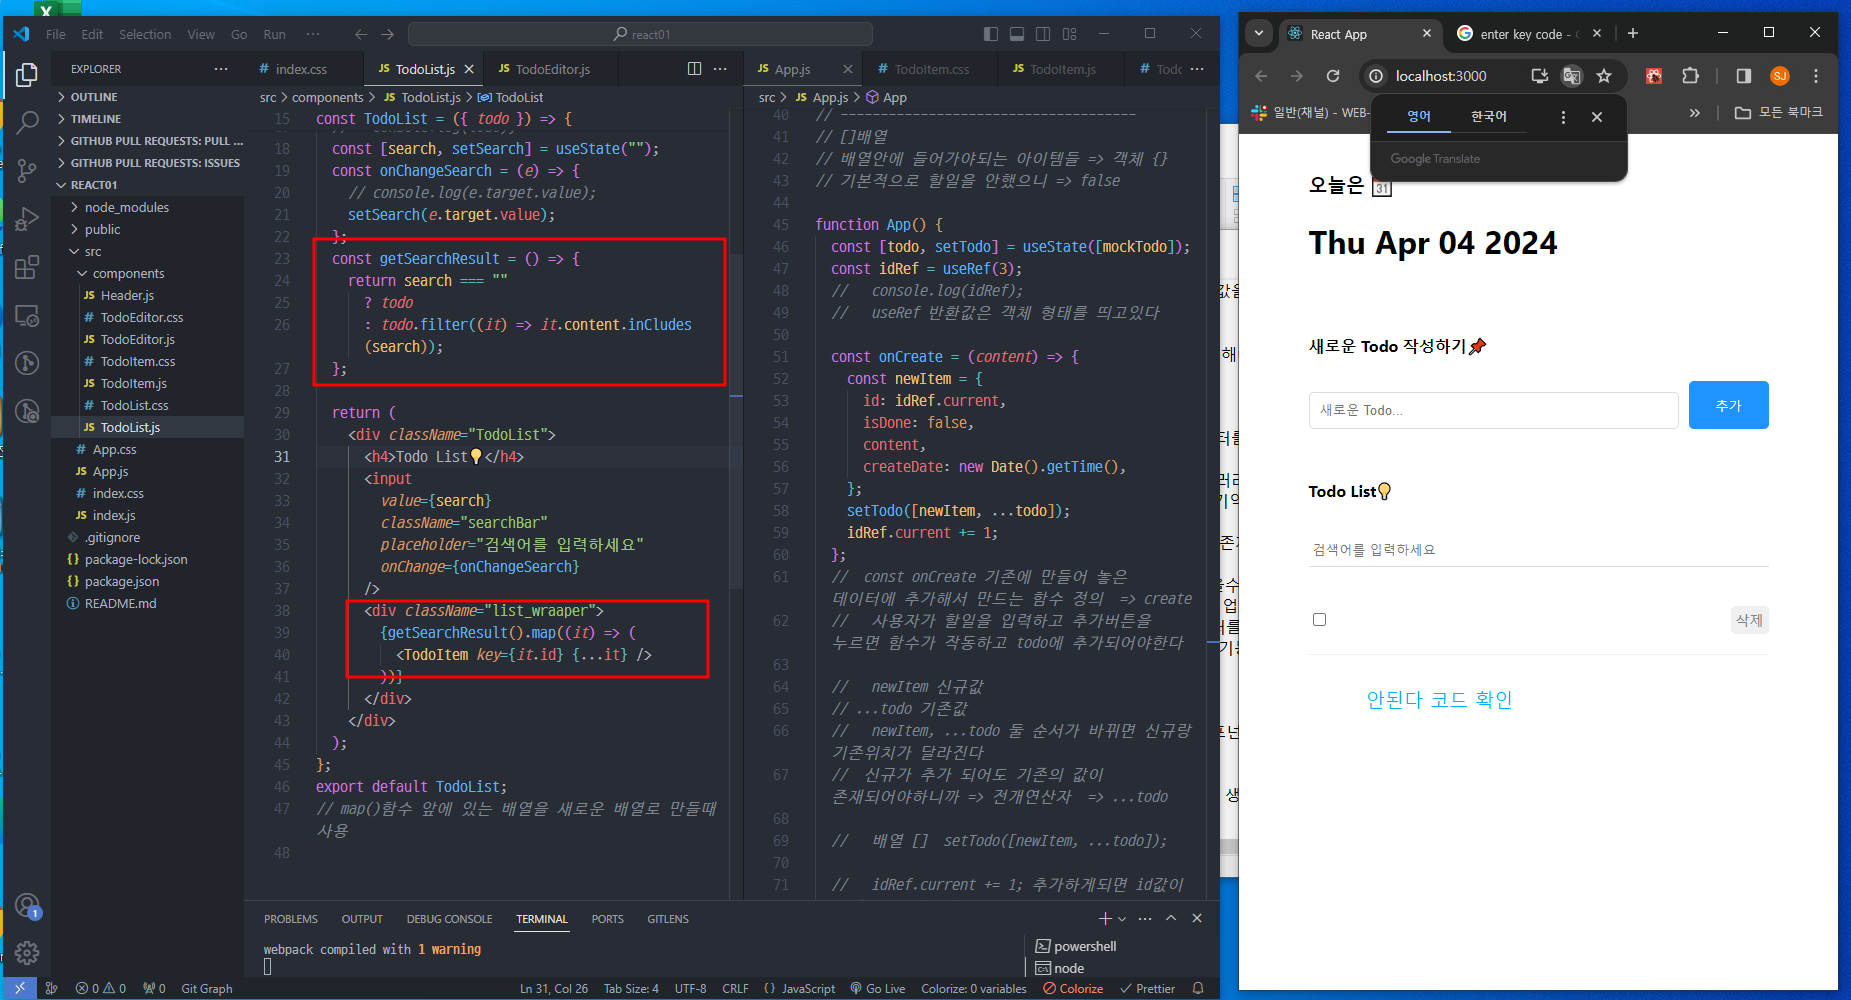 File Edit Selection View Go Run ··· react01
EXPLORER ···
OUTLINE
TIMELINE
GITHUB PULL REQUESTS: PULL ...
GITHUB PULL REQUESTS: ISSUES
REACT01
node_modules
public
src
components
JS Header.js
# TodoEditor.css
JS TodoEditor.js
# TodoItem.css
JS TodoItem.js
# TodoList.css
JS TodoList.js
# App.css
JS App.js
# index.css
JS index.js
.gitignore
{} package-lock.json
{} package.json
README.md
1
# index.css JS TodoList.js JS TodoEditor.js ···
src > components > JS TodoList.js > TodoList
15 const TodoList = ({ todo }) => {
18 const [search, setSearch] = useState("");
19 const onChangeSearch = (e) => {
20 // console.log(e.target.value);
21 setSearch(e.target.value);
22 };
23 const getSearchResult = () => {
24 return search === ""
25 ? todo
26 : todo.filter((it) => it.content.inCludes
(search));
27 };
28
29 return (
30 <div className="TodoList">
31 <h4>Todo List💡</h4>
32 <input
33 value={search}
34 className="searchBar"
35 placeholder="검색어를 입력하세요"
36 onChange={onChangeSearch}
37 />
38 <div className="list_wraaper">
39 {getSearchResult().map((it) => (
40 <TodoItem key={it.id} {...it} />
41 ))}
42 </div>
43 </div>
44 );
45 };
46 export default TodoList;
47 // map()함수 앞에 있는 배열을 새로운 배열로 만들때
사용
48
JS App.js # TodoItem.css JS TodoItem.js # Todo ···
src > JS App.js > App
40 // -------------------------------------
41 // []배열
42 // 배열안에 들어가야되는 아이템들 => 객체 {}
43 // 기본적으로 할일을 안했으니 => false
44
45 function App() {
46 const [todo, setTodo] = useState([mockTodo]);
47 const idRef = useRef(3);
48 // console.log(idRef);
49 // useRef 반환값은 객체 형태를 띄고있다
50
51 const onCreate = (content) => {
52 const newItem = {
53 id: idRef.current,
54 isDone: false,
55 content,
56 createDate: new Date().getTime(),
57 };
58 setTodo([newItem, ...todo]);
59 idRef.current += 1;
60 };
61 // const onCreate 기존에 만들어 놓은
데이터에 추가해서 만드는 함수 정의 => create
62 // 사용자가 할일을 입력하고 추가버튼을
누르면 함수가 작동하고 todo에 추가되어야한다
63
64 // newItem 신규값
65 // ...todo 기존값
66 // newItem, ...todo 둘 순서가 바뀌면 신규랑
기존위치가 달라진다
67 // 신규가 추가 되어도 기존의 값이
존재되어야하니까 => 전개연산자 => ...todo
68
69 // 배열 [] setTodo([newItem, ...todo]);
70
71 // idRef.current += 1; 추가하게되면 id값이
PROBLEMS OUTPUT DEBUG CONSOLE TERMINAL PORTS GITLENS
webpack compiled with 1 warning
powershell
node
0 0 0 Git Graph Ln 31, Col 26 Tab Size: 4 UTF-8 CRLF {} JavaScript Go Live Colorize: 0 variables Colorize Prettier
React App enter key code -
localhost:3000 SJ
일반(채널) - WEB- » 모든 북마크
영어 한국어
Google Translate
오늘은 📅
Thu Apr 04 2024
새로운 Todo 작성하기📌
새로운 Todo... 추가
Todo List💡
검색어를 입력하세요
삭제
안된다 코드 확인